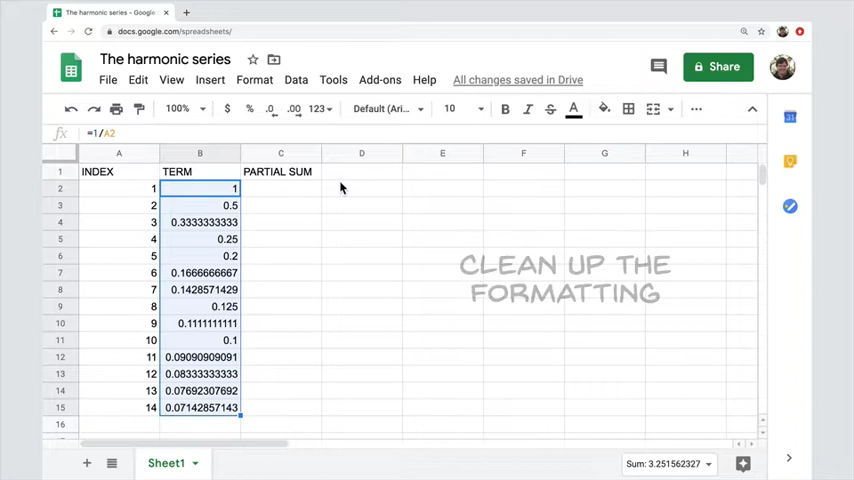 The harmonic series - Google
docs.google.com/spreadsheets/
The harmonic series
File Edit View Insert Format Data Tools Add-ons Help All changes saved in Drive
Share
100% $ % .0 .00 123 Default (Ari... 10 B I S A
fx =1/A2
A B C D E F G H
1 INDEX TERM PARTIAL SUM
2 1 1
3 2 0.5
4 3 0.3333333333
5 4 0.25
6 5 0.2
7 6 0.1666666667
8 7 0.1428571429
9 8 0.125
10 9 0.1111111111
11 10 0.1
12 11 0.09090909091
13 12 0.08333333333
14 13 0.07692307692
15 14 0.07142857143
16
CLEAN UP THE
FORMATTING
31
Sheet1
Sum: 3.251562327